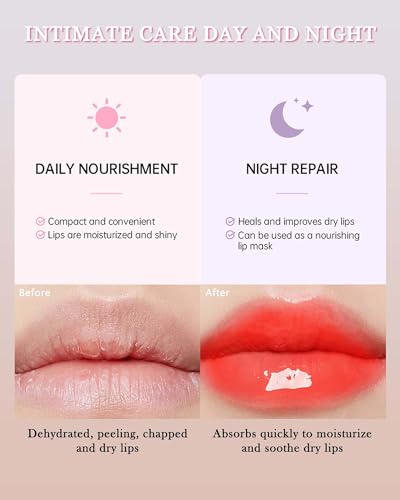 INTIMATE CARE DAY AND NIGHT
DAILY NOURISHMENT
Compact and convenient
Lips are moisturized and shiny
NIGHT REPAIR
Heals and improves dry lips
Can be used as a nourishing
lip mask
Before
After
Dehydrated, peeling, chapped
and dry lips
Absorbs quickly to moisturize
and soothe dry lips